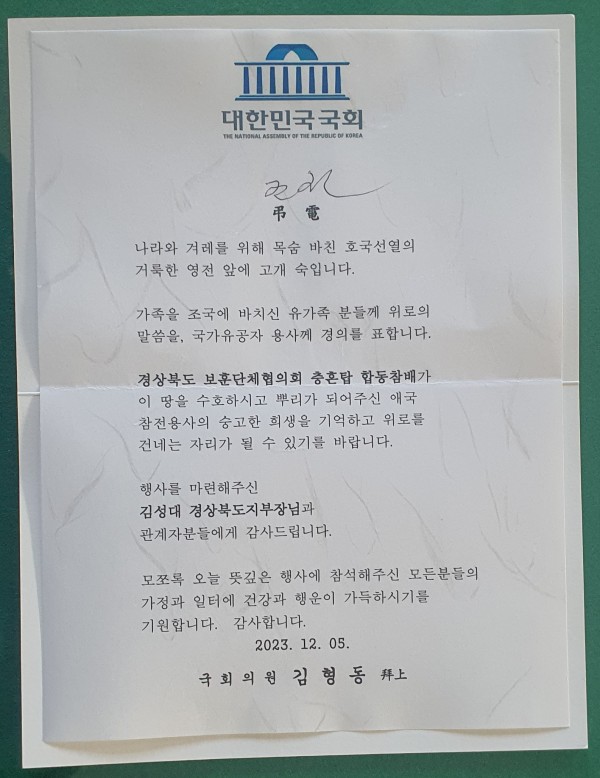 대한민국국회
THE NATIONAL ASSEMBLY OF THE REPUBLIC OF KOREA
조전
弔 電
나라와 겨레를 위해 목숨 바친 호국선열의
거룩한 영전 앞에 고개 숙입니다.
가족을 조국에 바치신 유가족 분들께 위로의
말씀을, 국가유공자 용사께 경의를 표합니다.
경상북도 보훈단체협의회 충혼탑 합동참배가
이 땅을 수호하시고 뿌리가 되어주신 애국
참전용사의 숭고한 희생을 기억하고 위로를
건네는 자리가 될 수 있기를 바랍니다.
행사를 마련해주신
김성대 경상북도지부장님과
관계자분들에게 감사드립니다.
모쪼록 오늘 뜻깊은 행사에 참석해주신 모든분들의
가정과 일터에 건강과 행운이 가득하시기를
기원합니다. 감사합니다.
2023. 12. 05.
국회의원 김형동 拜上